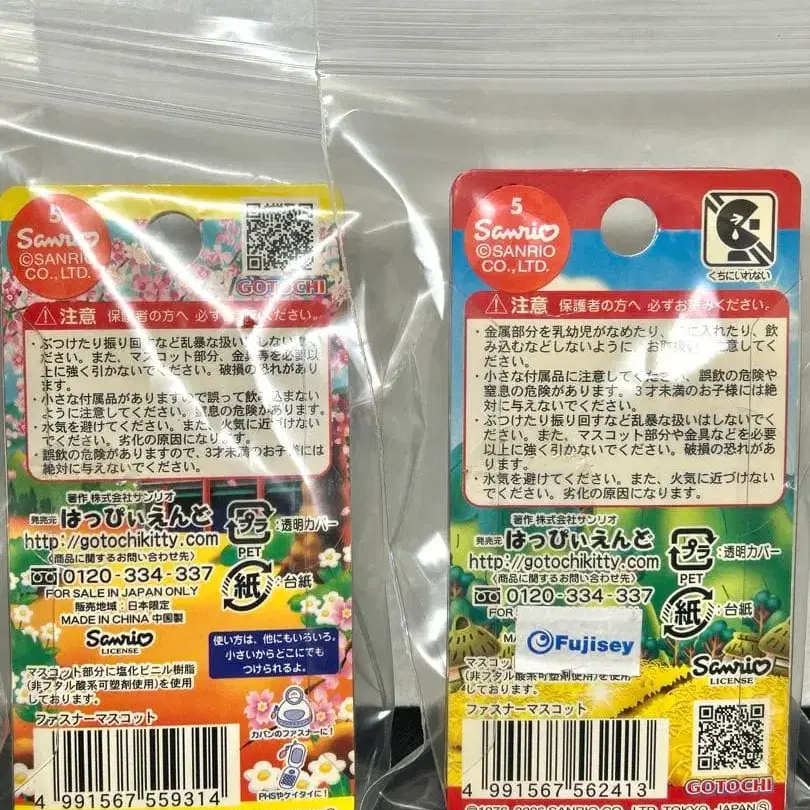 5
Sanrio
©SANRIO
CO., LTD.
GOTOCHI
⚠注意 保護者の方へ 必ずお読みください。
・ぶつけたり振り回すなど乱暴な扱いはしないでく
ださい。また、マスコット部分、金具等を必要以
上に強く引かないでください。破損の恐れがあり
ます。
・小さな付属品がありますので誤って飲み込まない
ように注意してください。窒息の危険があります。
・水気を避けてください。また、火気に近づけない
でください。劣化の原因になります。
・誤飲の危険がありますので、3才未満のお子様には
絶対に与えないでください。
著作 株式会社サンリオ
発売元 はっぴぃえんど
http://gotochikitty.com
(商品に関するお問い合わせ先)
0120-334-337
FOR SALE IN JAPAN ONLY
販売地域:日本限定
MADE IN CHINA 中国製
Sanrio
LICENSE
プラ :透明カバー
PET
紙 :台紙
使い方は、他にもいろいろ。
小さいからどこにでも
つけられるよ。
マスコット部分に塩化ビニル樹脂
(非フタル酸系可塑剤使用)を使用
しております。
ファスナーマスコット
カバンのファスナーに!
PHSやケイタイに!
4 991567 559314
5
Sanrio
©SANRIO
CO., LTD.
くちにいれない
⚠注意 保護者の方へ 必ずお読みください。
・金属部分を乳幼児がなめたり、 に入れたり、飲
み込むなどしないように、お取扱 注意してく
ださい。
・小さな付属品に注意してください、誤飲の危険や
窒息の危険があります。3才未満のお子様には絶
対に与えないでください。
・ぶつけたり振り回すなど乱暴な扱いはしないでく
ださい。また、マスコット部分や金具などを必要
以上に強く引かないでください。破損の恐れがあ
ります。
・水気を避けてください。また、火気に近づけない
でください。劣化の原因になります。
著作 株式会社サンリオ
発売元 はっぴぃえんど
http://gotochikitty.com
(商品に関するお問い合わせ先)
0120-334-337
プラ :透明カバー
PET
紙 :台紙
Fujisey
Sanrio
LICENSE
マスコッ
(非フタル酸系可塑剤使用)を使用
しております。
ファスナーマスコット
4 991567 562413
GOTOCHI